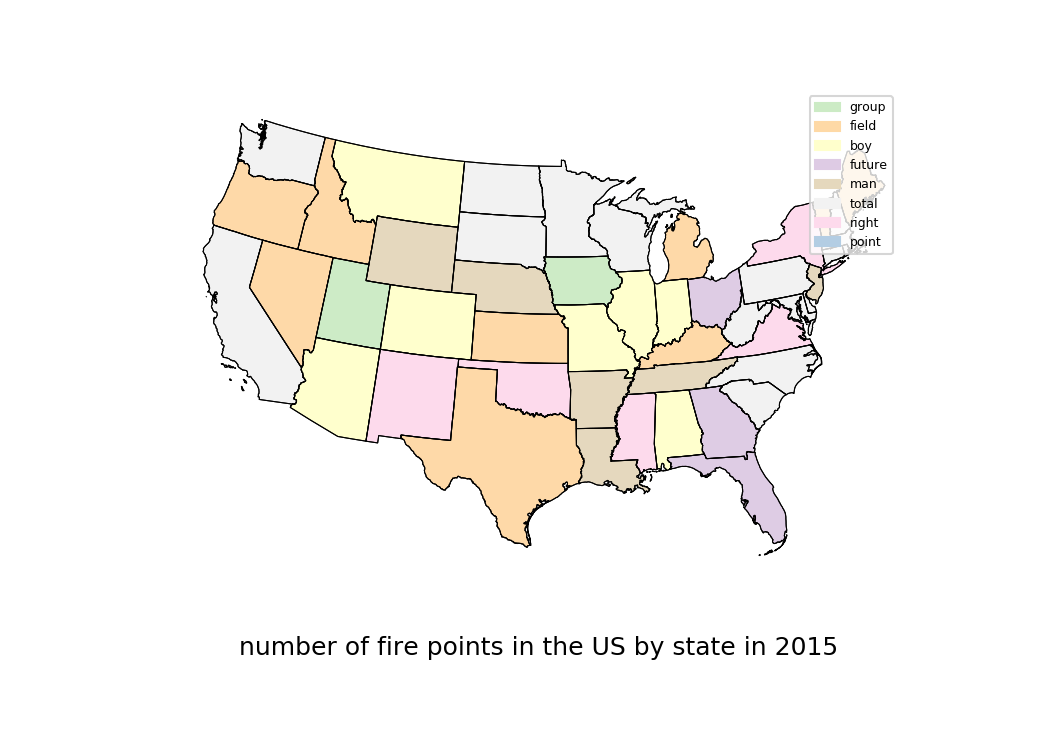 group
field
boy
future
man
total
right
point
number of fire points in the US by state in 2015